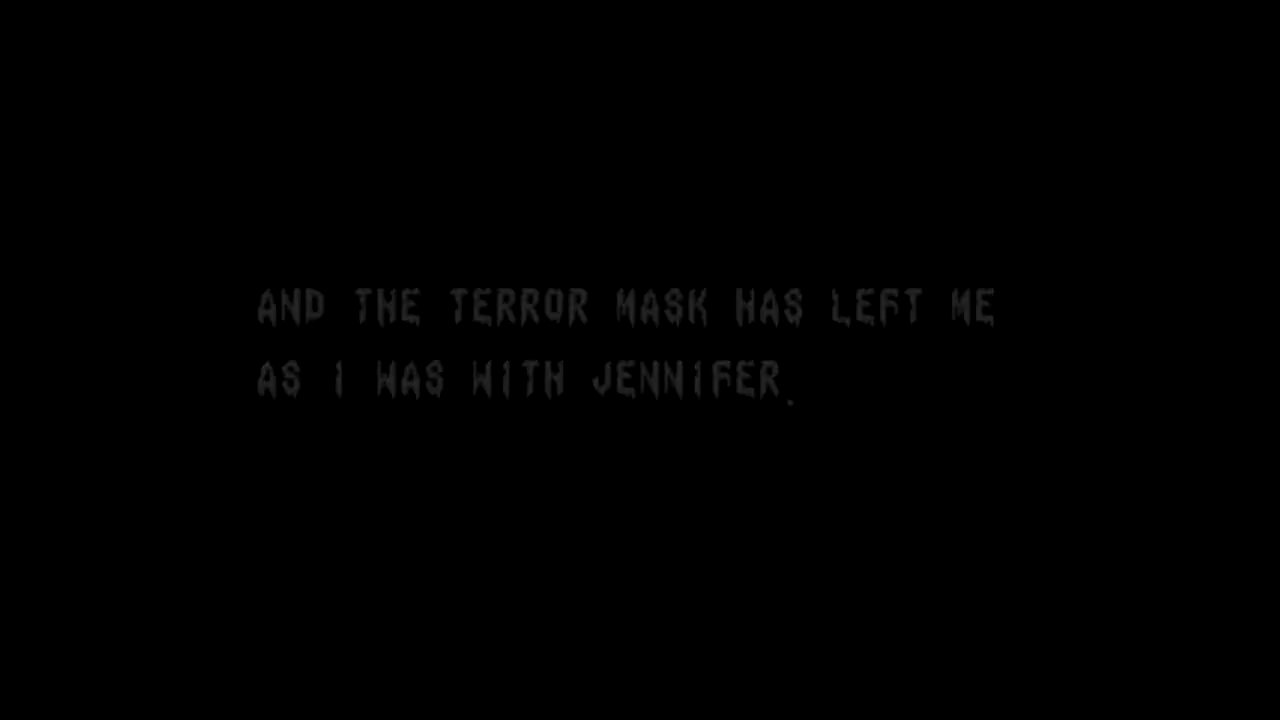 AND THE TERROR MASK HAS LEFT ME
AS I WAS WITH JENNIFER.